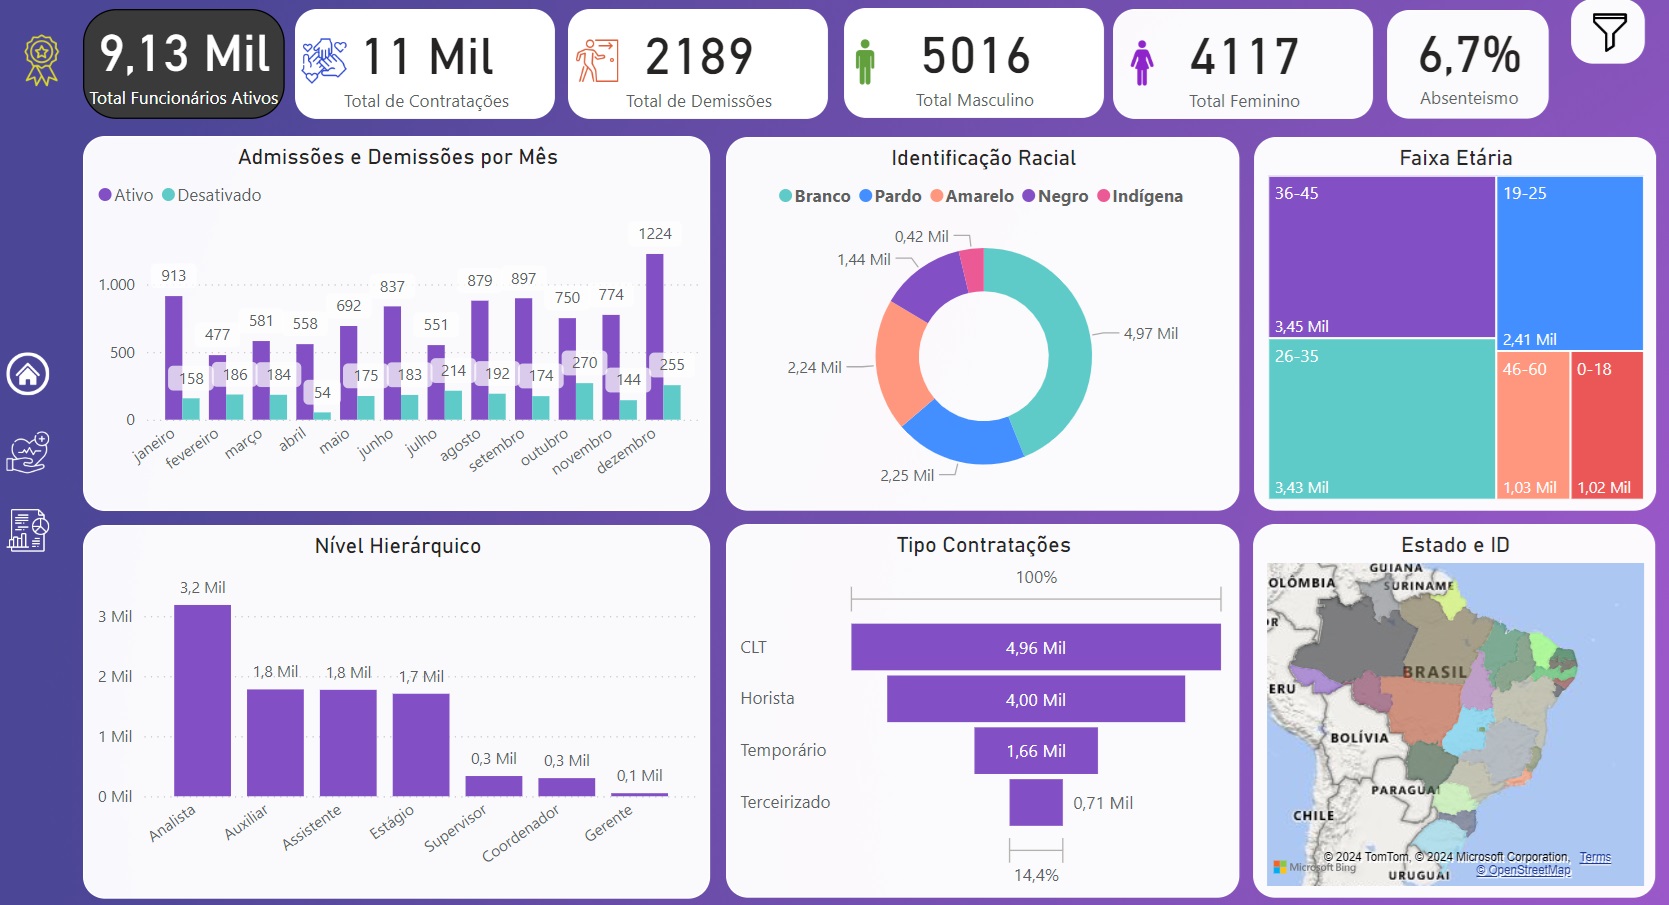 9,13 Mil
Total Funcionários Ativos
11 Mil
Total de Contratações
2189
Total de Demissões
5016
Total Masculino
4117
Total Feminino
6,7%
Absenteismo
Admissões e Demissões por Mês
Ativo Desativado
1.000
500
0
913
477
581
558
692
837
551
879
897
750
774
1224
158
186
184
54
175
183
214
192
174
270
144
255
janeiro
fevereiro
março
abril
maio
junho
julho
agosto
setembro
outubro
novembro
dezembro
Identificação Racial
Branco Pardo Amarelo Negro Indígena
0,42 Mil
1,44 Mil
4,97 Mil
2,24 Mil
2,25 Mil
Faixa Etária
36-45
3,45 Mil
19-25
2,41 Mil
26-35
3,43 Mil
46-60
1,03 Mil
0-18
1,02 Mil
Nível Hierárquico
3 Mil
2 Mil
1 Mil
0 Mil
3,2 Mil
1,8 Mil
1,8 Mil
1,7 Mil
0,3 Mil
0,3 Mil
0,1 Mil
Analista
Auxiliar
Assistente
Estágio
Supervisor
Coordenador
Gerente
Tipo Contratações
100%
CLT
4,96 Mil
Horista
4,00 Mil
Temporário
1,66 Mil
Terceirizado
0,71 Mil
14,4%
Estado e ID
GUIANA
OLÔMBIA
SURINAME
OR
BRASIL
ERU
BOLÍVIA
PARAGUAI
CHILE
© 2024 TomTom, © 2024 Microsoft Corporation, Terms
Microsoft Bing
© OpenStreetMap
URUGUAI